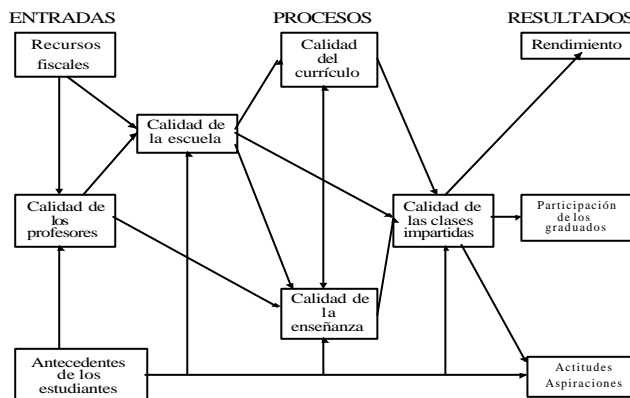 ENTRADAS
PROCESOS
RESULTADOS
Recursos
fiscales
Calidad
del
currículo
Rendimiento
Calidad de
la escuela
Calidad de
los
profesores
Calidad de
las clases
impartidas
Participación
de los
graduados
Calidad de
la
enseñanza
Antecedentes
de los
estudiantes
Actitudes
Aspiraciones